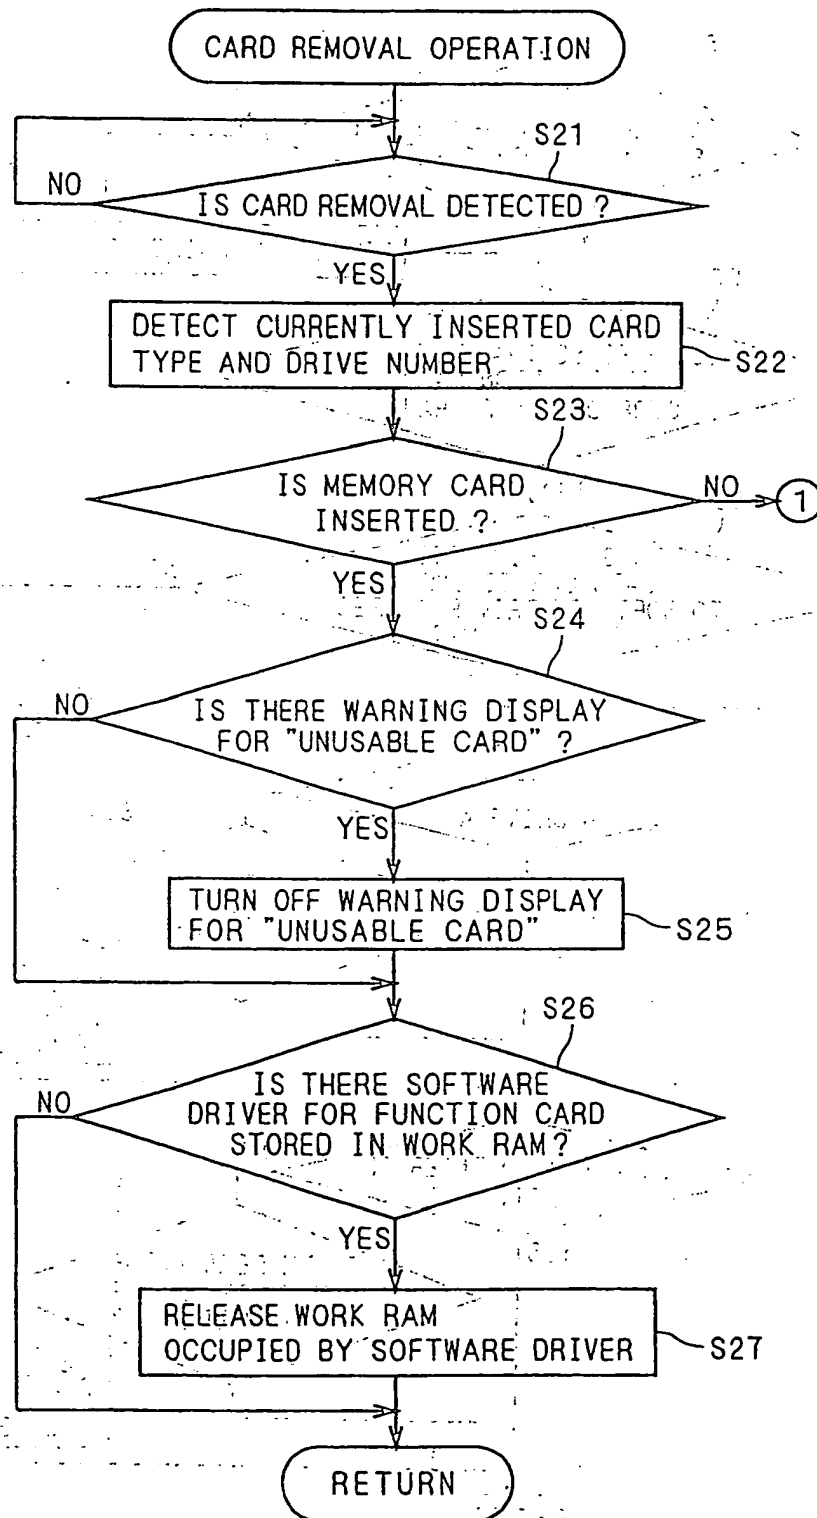 CARD REMOVAL OPERATION
S21
NO
IS CARD REMOVAL DETECTED ?
YES
DETECT CURRENTLY INSERTED CARD
TYPE AND DRIVE NUMBER
S22
S23
IS MEMORY CARD
INSERTED ?
NO
1
YES
S24
NO
IS THERE WARNING DISPLAY
FOR "UNUSABLE CARD" ?
YES
TURN OFF WARNING DISPLAY
FOR "UNUSABLE CARD"
S25
S26
NO
IS THERE SOFTWARE
DRIVER FOR FUNCTION CARD
STORED IN WORK RAM?
YES
RELEASE WORK RAM
OCCUPIED BY SOFTWARE DRIVER
S27
RETURN